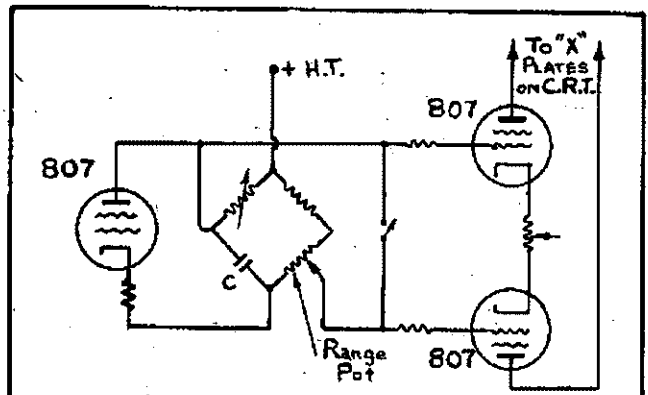 To "X"
PLATES
ON C.R.T.
+ H.T.
807
807
C
Range
Pot
807